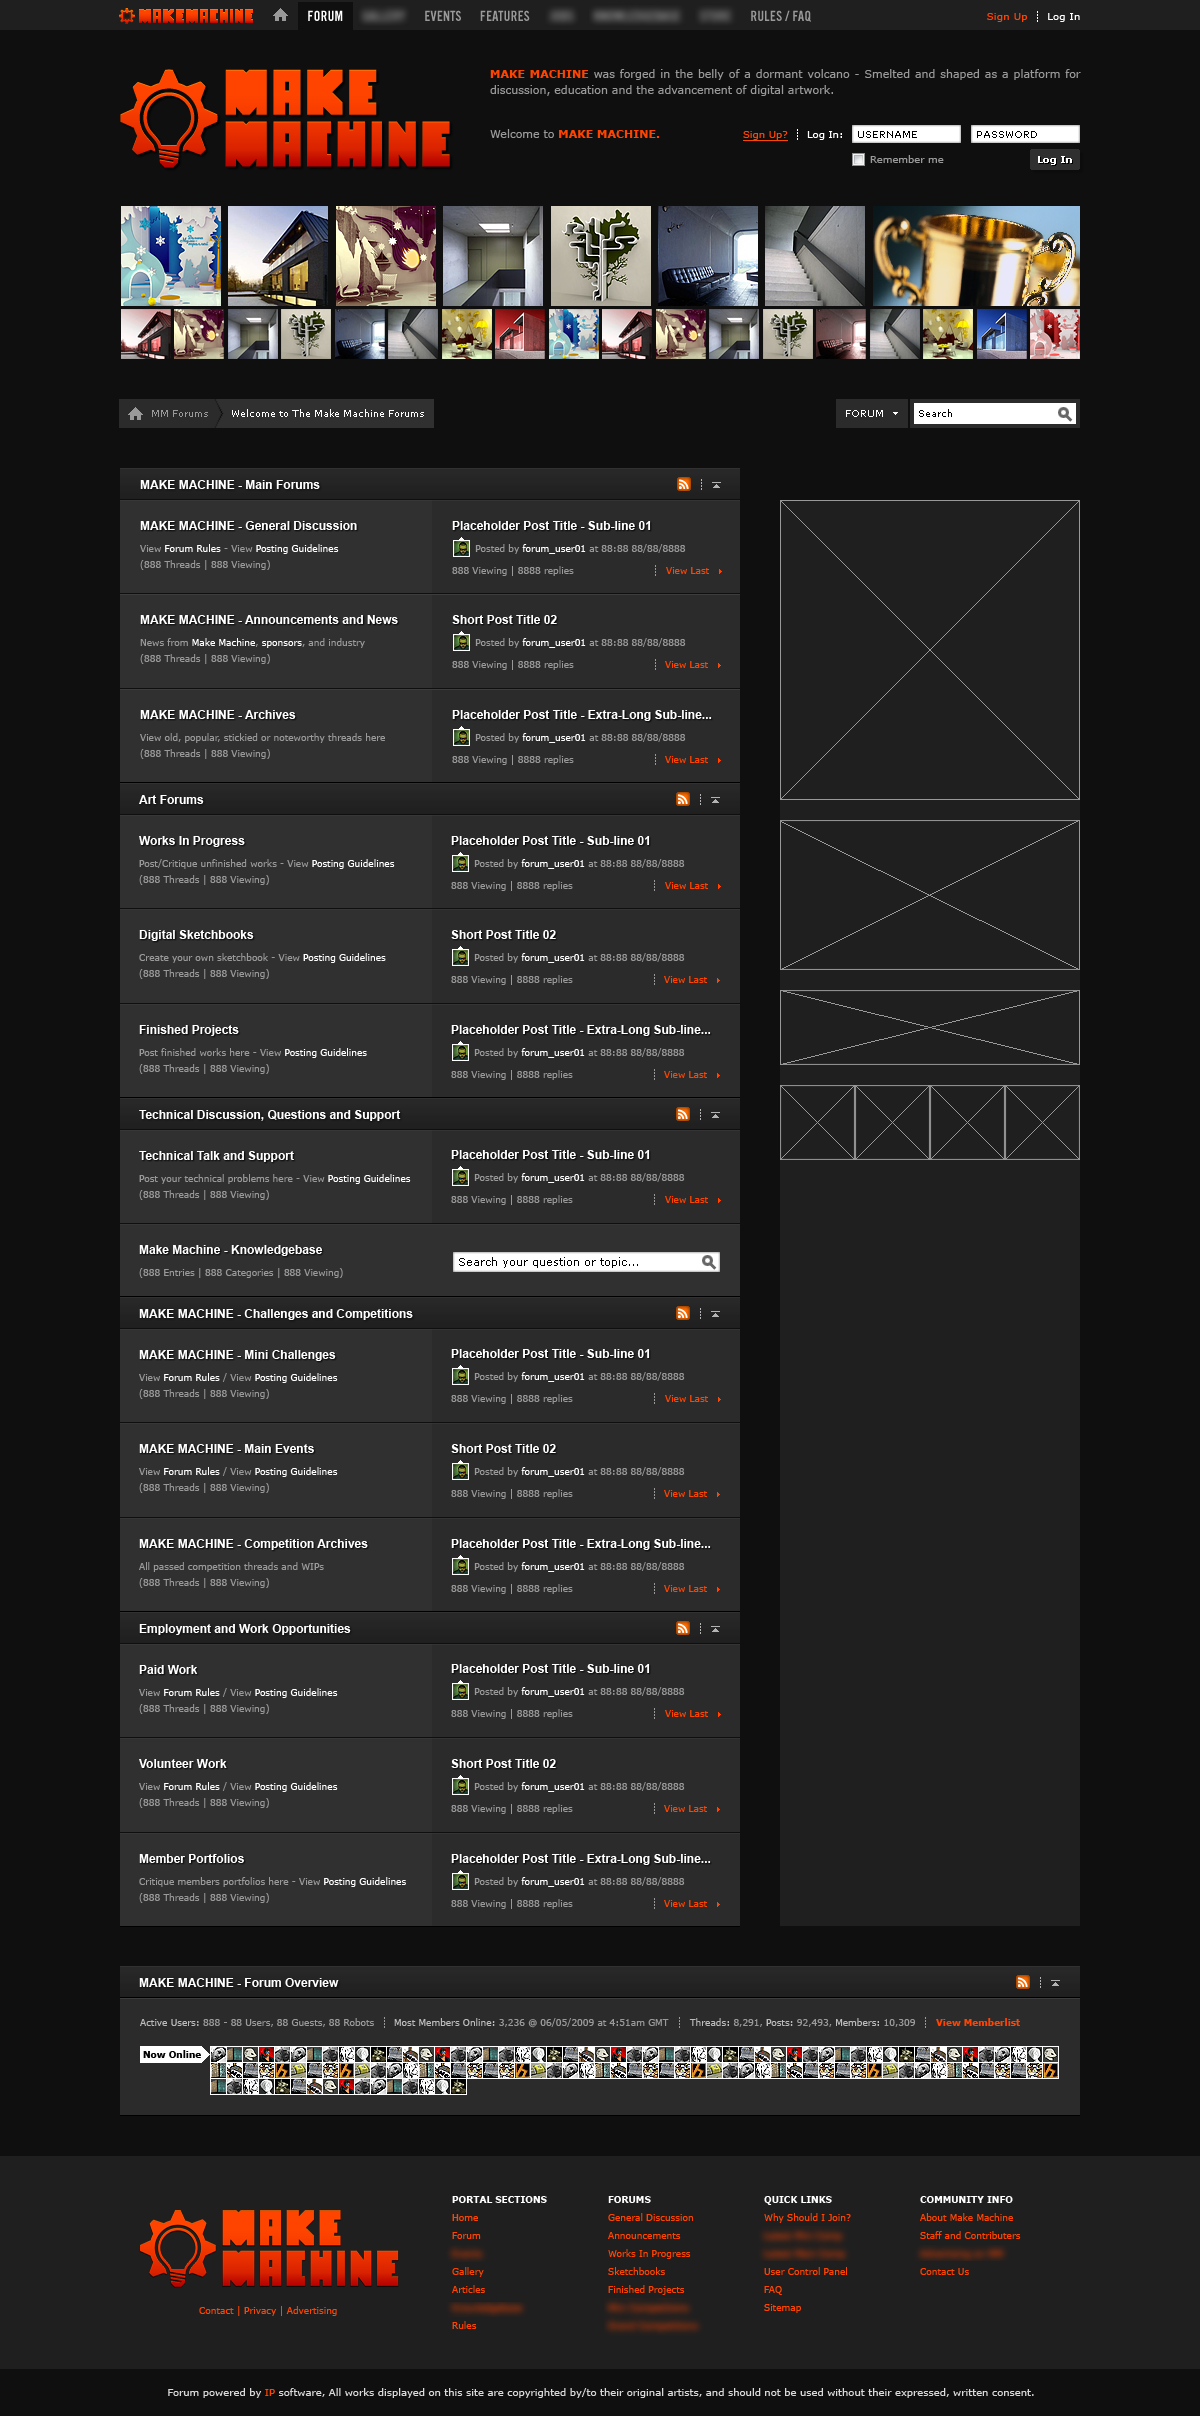 MAKEMACHINE FORUM EVENTS FEATURES RULES / FAQ Sign Up Log In
MAKE MACHINE
MAKE MACHINE was forged in the belly of a dormant volcano - Smelted and shaped as a platform for
discussion, education and the advancement of digital artwork.
Welcome to MAKE MACHINE. Sign Up? Log In: USERNAME PASSWORD
Remember me Log In
MM Forums Welcome to The Make Machine Forums FORUM Search
MAKE MACHINE - Main Forums
MAKE MACHINE - General Discussion
View Forum Rules - View Posting Guidelines
(888 Threads | 888 Viewing)
Placeholder Post Title - Sub-line 01
Posted by forum_user01 at 88:88 88/88/8888
888 Viewing | 8888 replies View Last
MAKE MACHINE - Announcements and News
News from Make Machine, sponsors, and industry
(888 Threads | 888 Viewing)
Short Post Title 02
Posted by forum_user01 at 88:88 88/88/8888
888 Viewing | 8888 replies View Last
MAKE MACHINE - Archives
View old, popular, stickied or noteworthy threads here
(888 Threads | 888 Viewing)
Placeholder Post Title - Extra-Long Sub-line...
Posted by forum_user01 at 88:88 88/88/8888
888 Viewing | 8888 replies View Last
Art Forums
Works In Progress
Post/Critique unfinished works - View Posting Guidelines
(888 Threads | 888 Viewing)
Placeholder Post Title - Sub-line 01
Posted by forum_user01 at 88:88 88/88/8888
888 Viewing | 8888 replies View Last
Digital Sketchbooks
Create your own sketchbook - View Posting Guidelines
(888 Threads | 888 Viewing)
Short Post Title 02
Posted by forum_user01 at 88:88 88/88/8888
888 Viewing | 8888 replies View Last
Finished Projects
Post finished works here - View Posting Guidelines
(888 Threads | 888 Viewing)
Placeholder Post Title - Extra-Long Sub-line...
Posted by forum_user01 at 88:88 88/88/8888
888 Viewing | 8888 replies View Last
Technical Discussion, Questions and Support
Technical Talk and Support
Post your technical problems here - View Posting Guidelines
(888 Threads | 888 Viewing)
Placeholder Post Title - Sub-line 01
Posted by forum_user01 at 88:88 88/88/8888
888 Viewing | 8888 replies View Last
Make Machine - Knowledgebase
(888 Entries | 888 Categories | 888 Viewing)
Search your question or topic...
MAKE MACHINE - Challenges and Competitions
MAKE MACHINE - Mini Challenges
View Forum Rules / View Posting Guidelines
(888 Threads | 888 Viewing)
Placeholder Post Title - Sub-line 01
Posted by forum_user01 at 88:88 88/88/8888
888 Viewing | 8888 replies View Last
MAKE MACHINE - Main Events
View Forum Rules / View Posting Guidelines
(888 Threads | 888 Viewing)
Short Post Title 02
Posted by forum_user01 at 88:88 88/88/8888
888 Viewing | 8888 replies View Last
MAKE MACHINE - Competition Archives
All passed competition threads and WIPs
(888 Threads | 888 Viewing)
Placeholder Post Title - Extra-Long Sub-line...
Posted by forum_user01 at 88:88 88/88/8888
888 Viewing | 8888 replies View Last
Employment and Work Opportunities
Paid Work
View Forum Rules / View Posting Guidelines
(888 Threads | 888 Viewing)
Placeholder Post Title - Sub-line 01
Posted by forum_user01 at 88:88 88/88/8888
888 Viewing | 8888 replies View Last
Volunteer Work
View Forum Rules / View Posting Guidelines
(888 Threads | 888 Viewing)
Short Post Title 02
Posted by forum_user01 at 88:88 88/88/8888
888 Viewing | 8888 replies View Last
Member Portfolios
Critique members portfolios here - View Posting Guidelines
(888 Threads | 888 Viewing)
Placeholder Post Title - Extra-Long Sub-line...
Posted by forum_user01 at 88:88 88/88/8888
888 Viewing | 8888 replies View Last
MAKE MACHINE - Forum Overview
Active Users: 888 - 88 Users, 88 Guests, 88 Robots Most Members Online: 3,236 @ 06/05/2009 at 4:51am GMT Threads: 8,291, Posts: 92,493, Members: 10,309 View Memberlist
Now Online
MAKE MACHINE
Contact | Privacy | Advertising
PORTAL SECTIONS
Home
Forum
Gallery
Articles
Rules
FORUMS
General Discussion
Announcements
Works In Progress
Sketchbooks
Finished Projects
QUICK LINKS
Why Should I Join?
User Control Panel
FAQ
Sitemap
COMMUNITY INFO
About Make Machine
Staff and Contributers
Contact Us
Forum powered by IP software, All works displayed on this site are copyrighted by/to their original artists, and should not be used without their expressed, written consent.